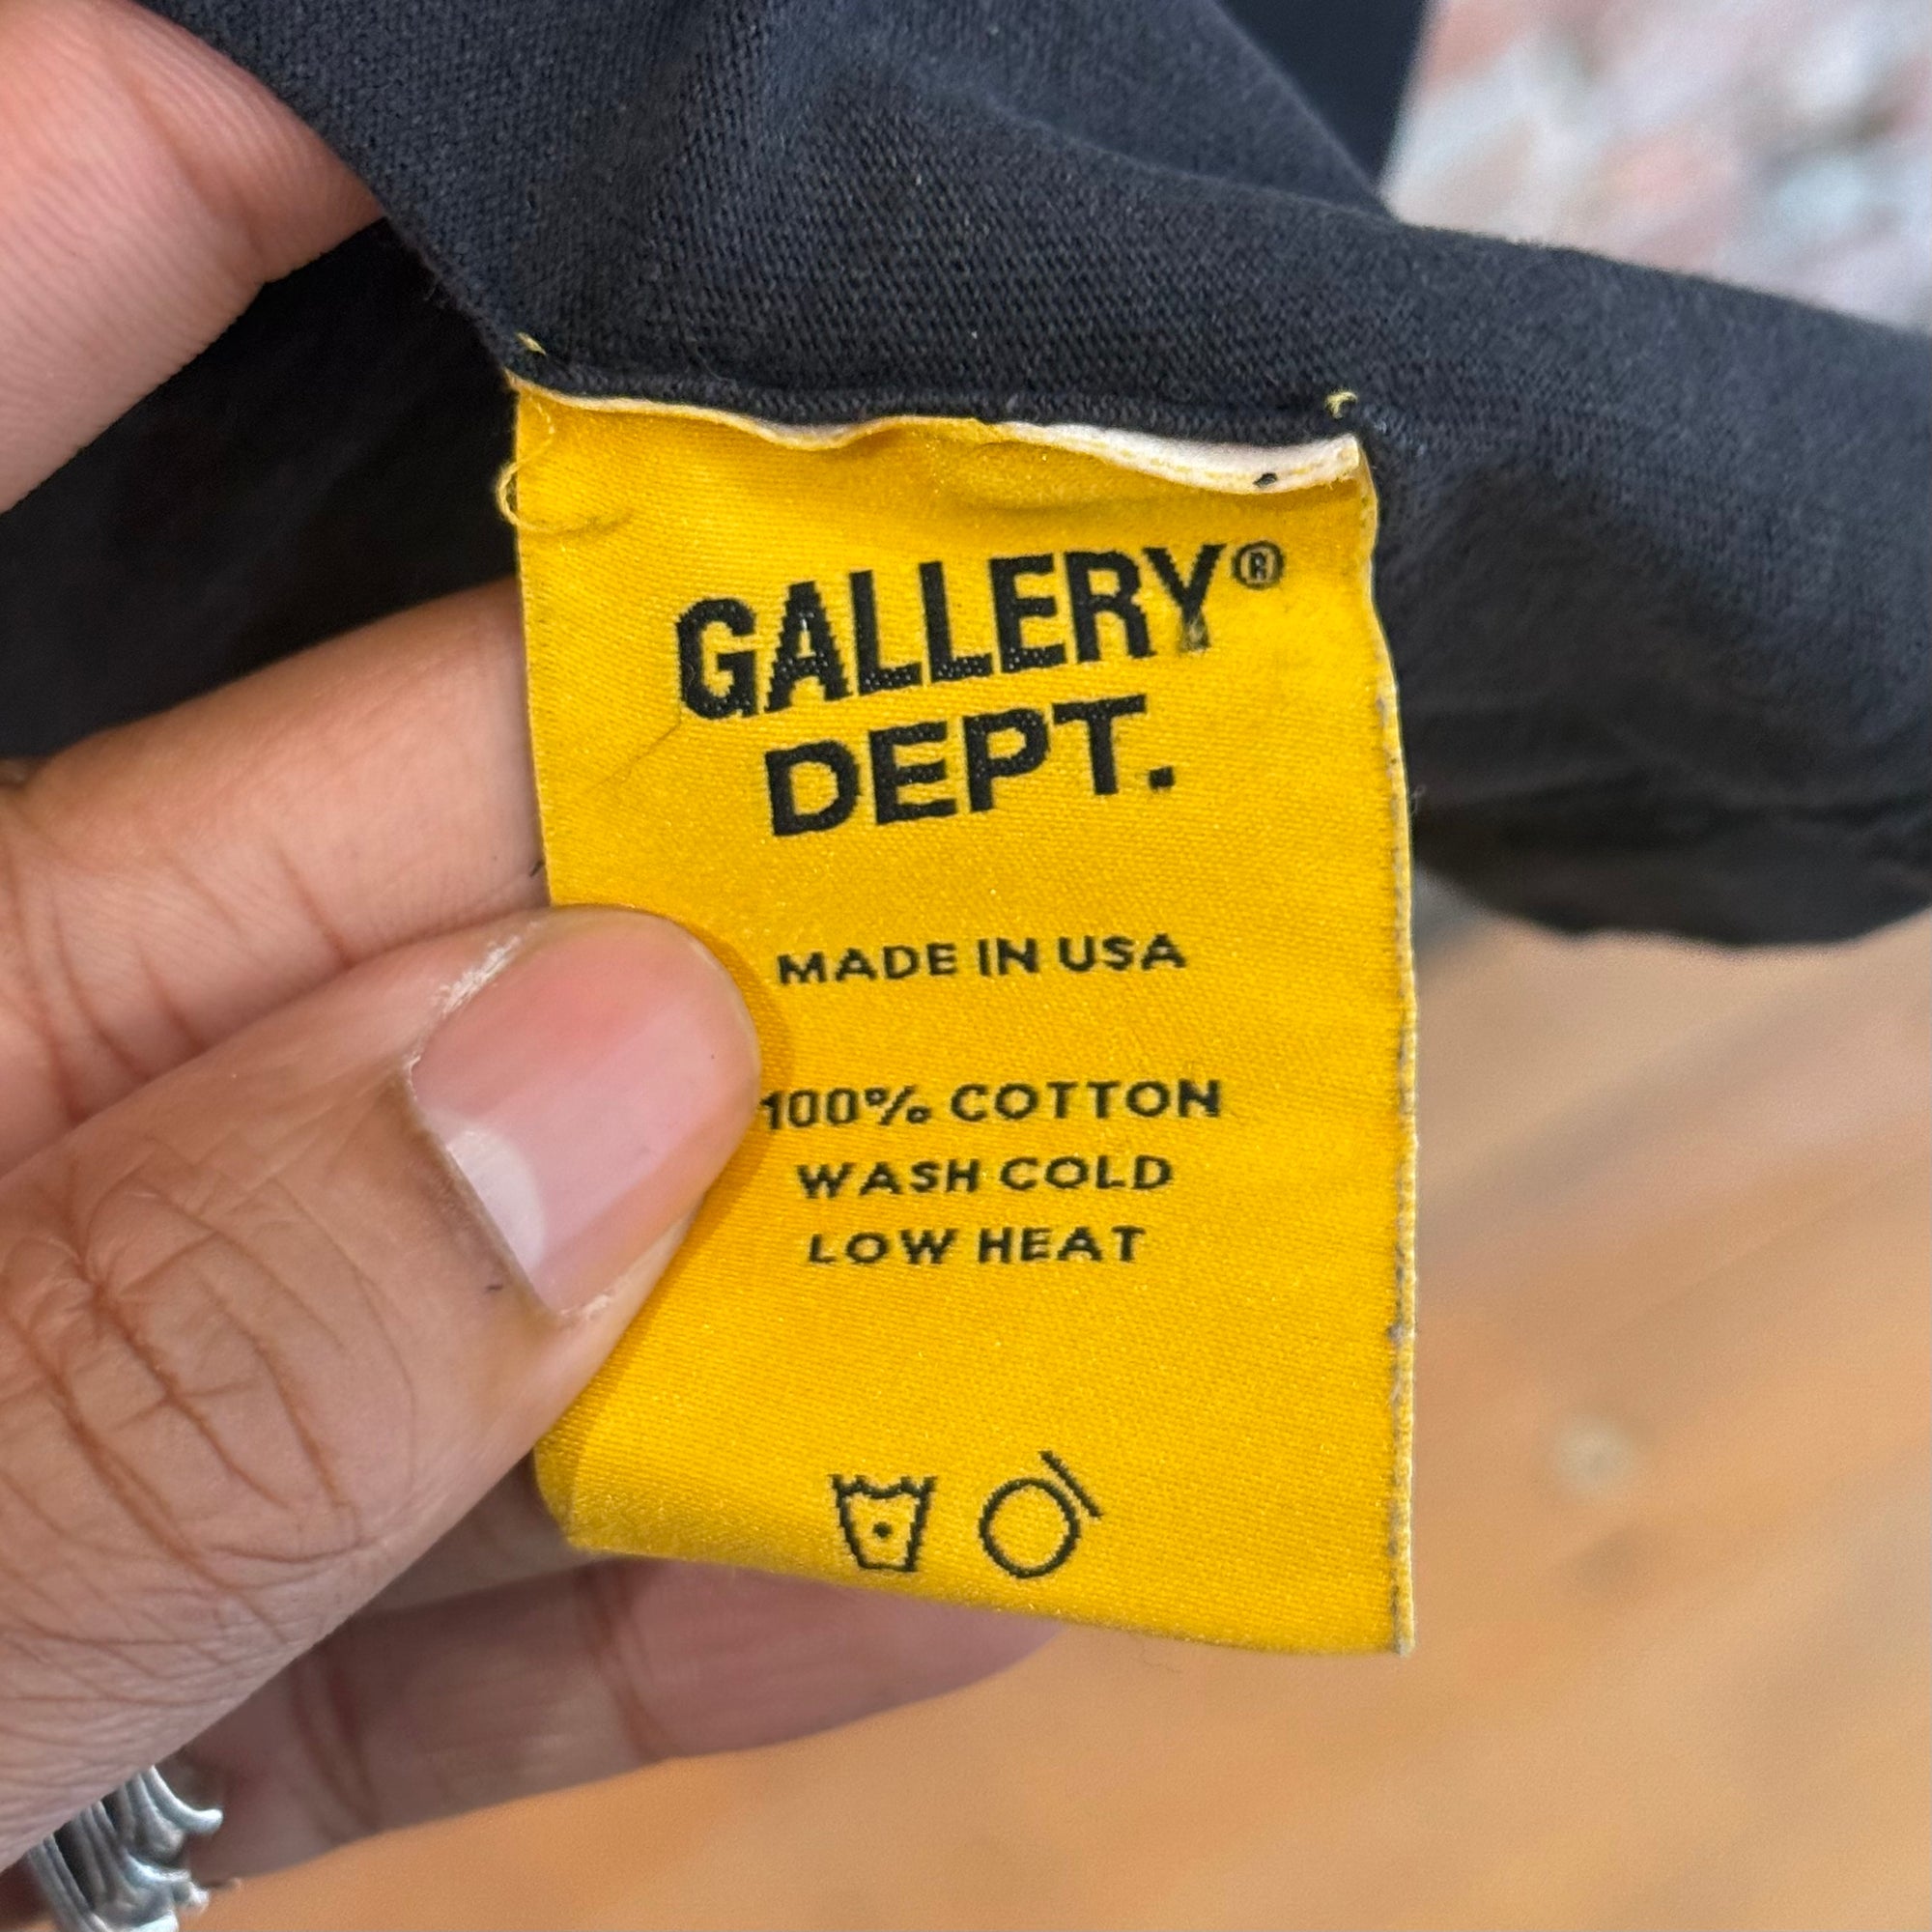 GALLERY®
DEPT.
MADE IN USA
100% COTTON
WASH COLD
LOW HEAT